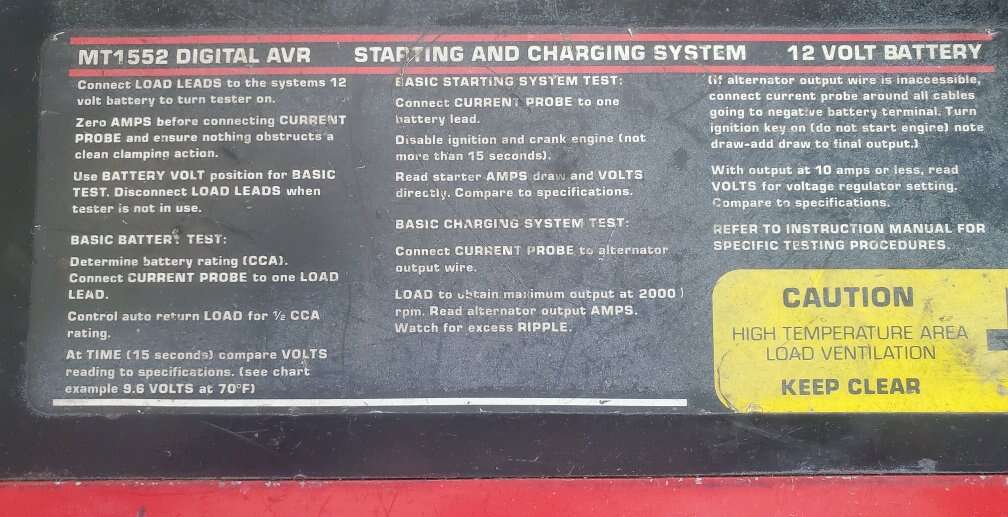 MT1552 DIGITAL AVR STARTING AND CHARGING SYSTEM 12 VOLT BATTERY
Connect LOAD LEADS to the systems 12
volt battery to turn tester on.
Zero AMPS before connecting CURRENT
PROBE and ensure nothing obstructs a
clean clamping action.
Use BATTERY VOLT position for BASIC
TEST. Disconnect LOAD LEADS when
tester is not in use.
BASIC BATTERY TEST:
Determine battery rating (CCA).
Connect CURRENT PROBE to one LOAD
LEAD.
Control auto return LOAD for ½ CCA
rating.
At TIME (15 seconds) compare VOLTS
reading to specifications. (see chart
example 9.6 VOLTS at 70°F)
BASIC STARTING SYSTEM TEST:
Connect CURRENT PROBE to one
battery lead.
Disable ignition and crank engine (not
more than 15 seconds).
Read starter AMPS draw and VOLTS
directly. Compare to specifications.
BASIC CHARGING SYSTEM TEST:
Connect CURRENT PROBE to alternator
output wire.
LOAD to obtain maximum output at 2000
rpm. Read alternator output AMPS.
Watch for excess RIPPLE.
(If alternator output wire is inaccessible,
connect current probe around all cables
going to negative battery terminal. Turn
ignition key on (do not start engine) note
draw-add draw to final output.)
With output at 10 amps or less, read
VOLTS for voltage regulator setting.
Compare to specifications.
REFER TO INSTRUCTION MANUAL FOR
SPECIFIC TESTING PROCEDURES.
CAUTION
HIGH TEMPERATURE AREA
LOAD VENTILATION
KEEP CLEAR